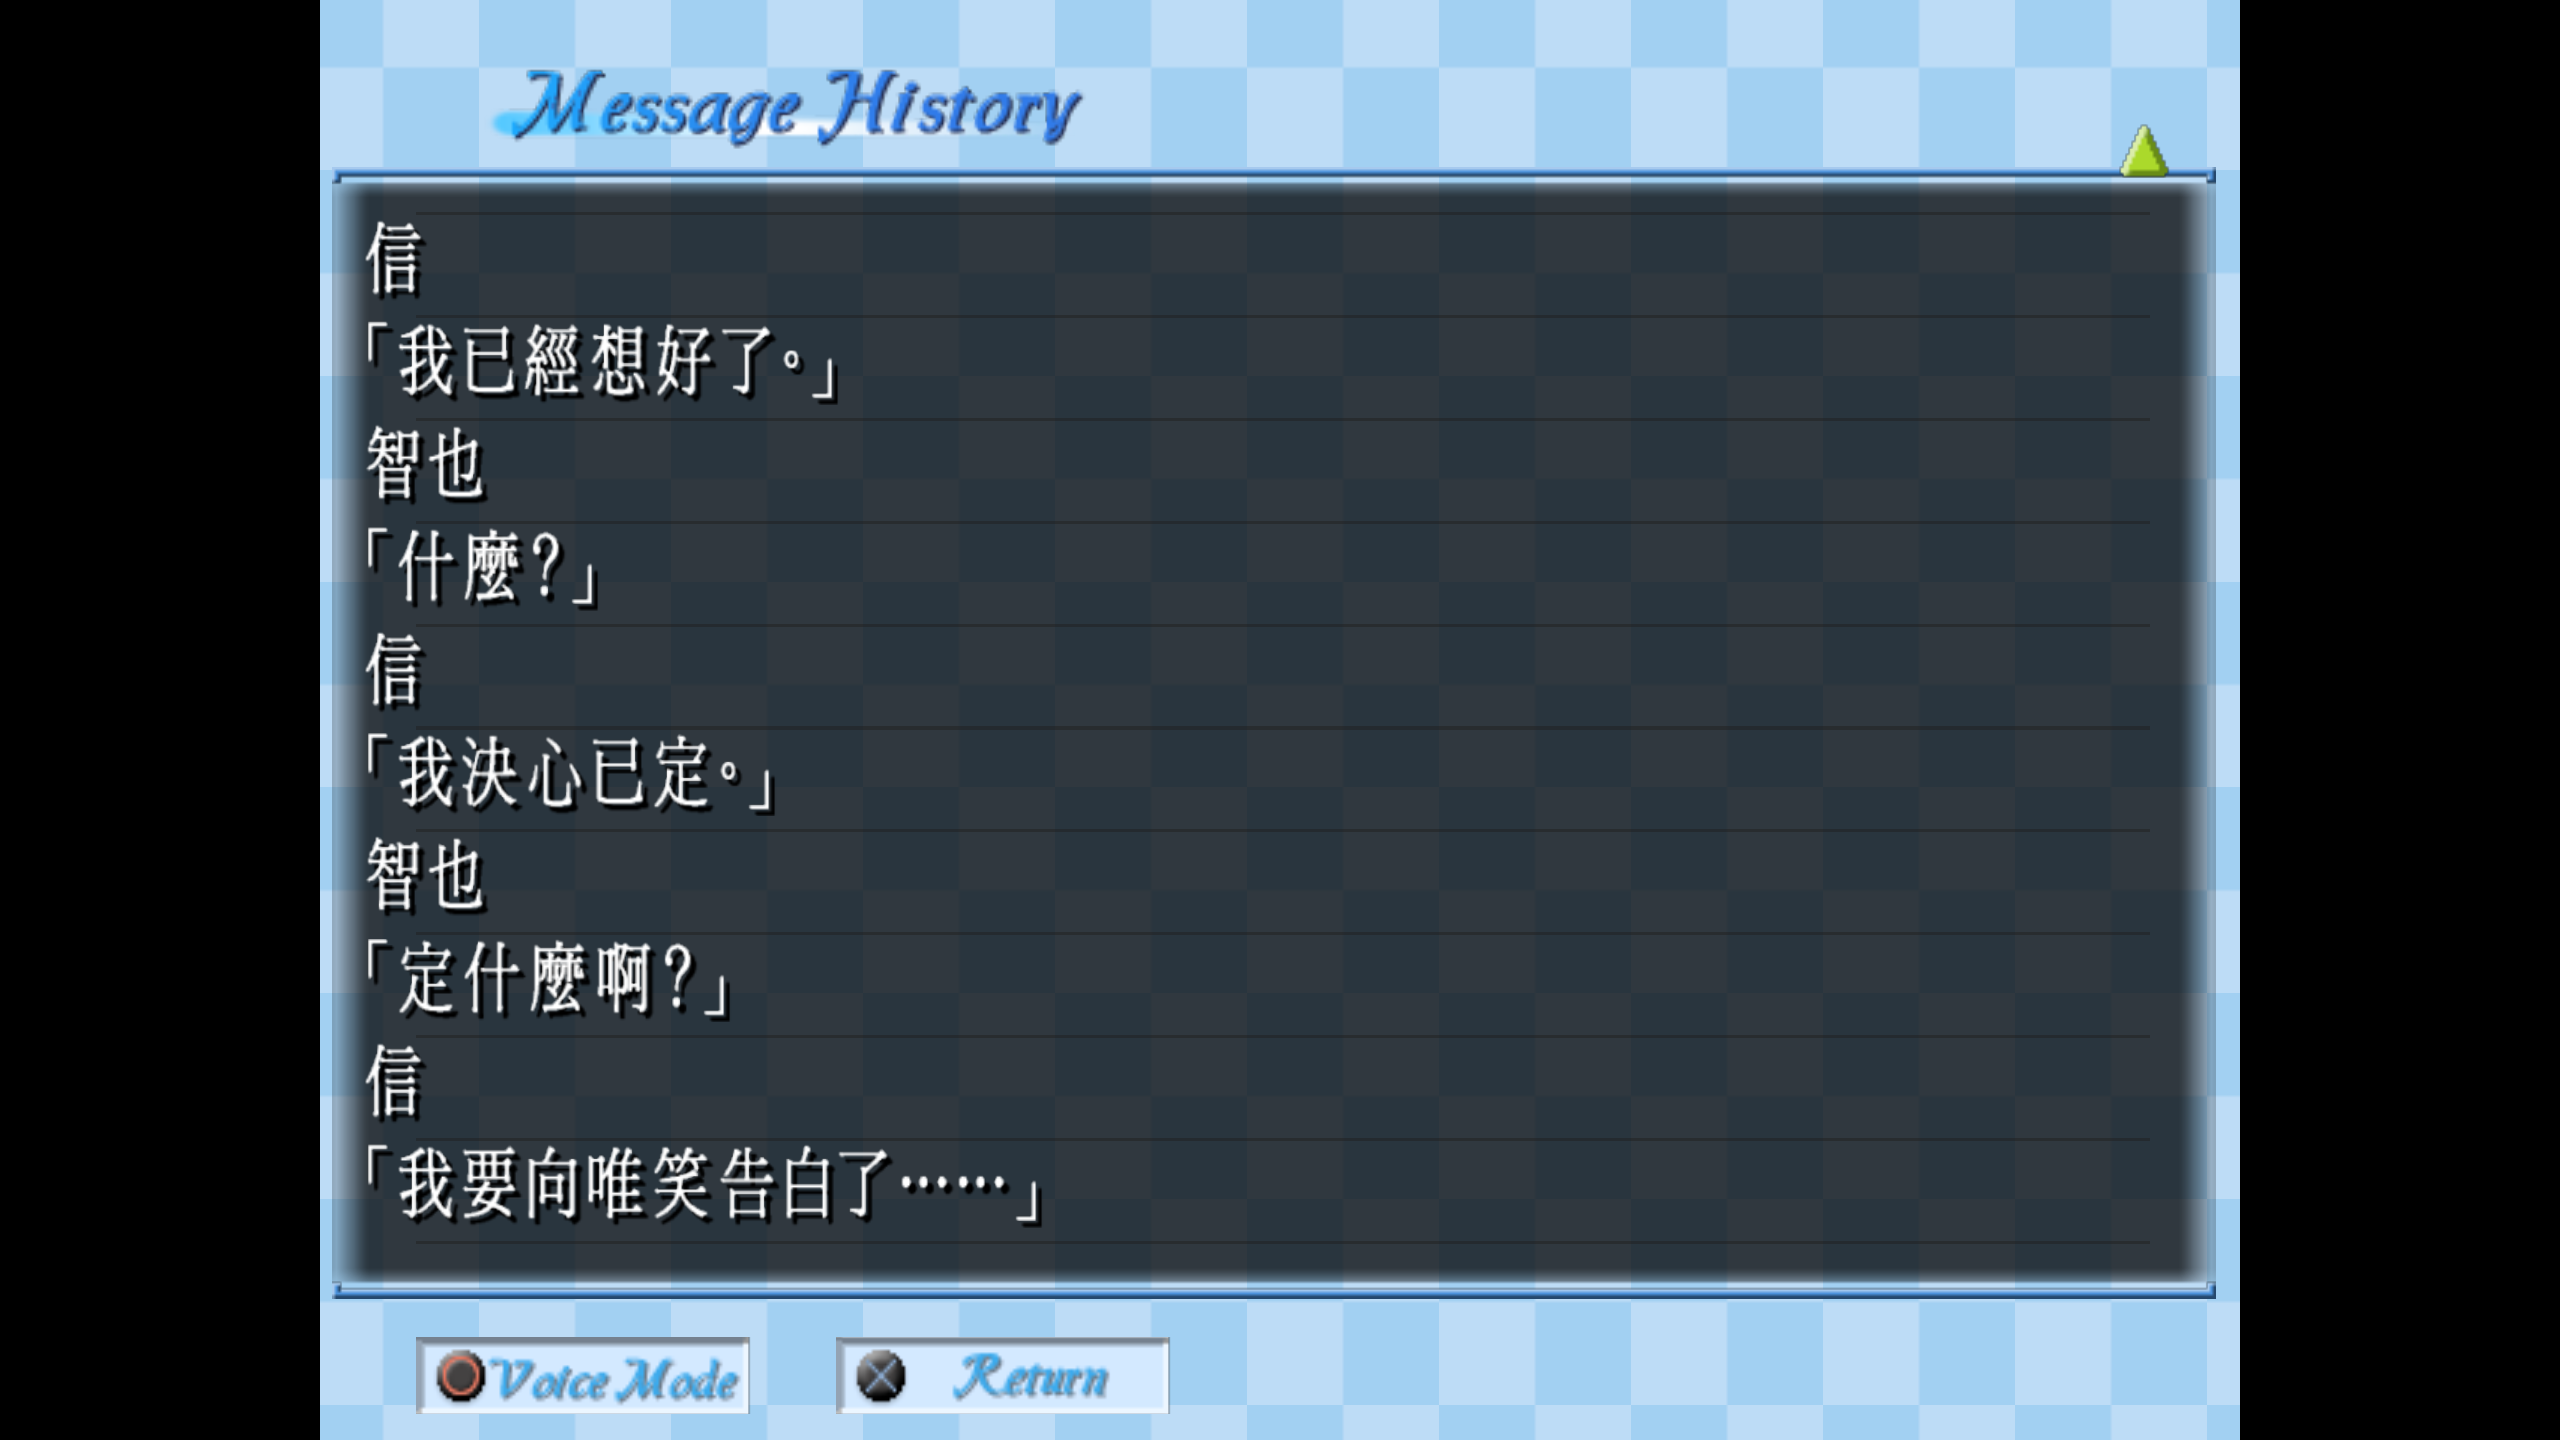 Message History
信
「我已經想好了。」
智也
「什麼?」
信
「我決心已定。」
智也
「定什麼啊?」
信
「我要向唯笑告白了……」
Voice Mode
Return